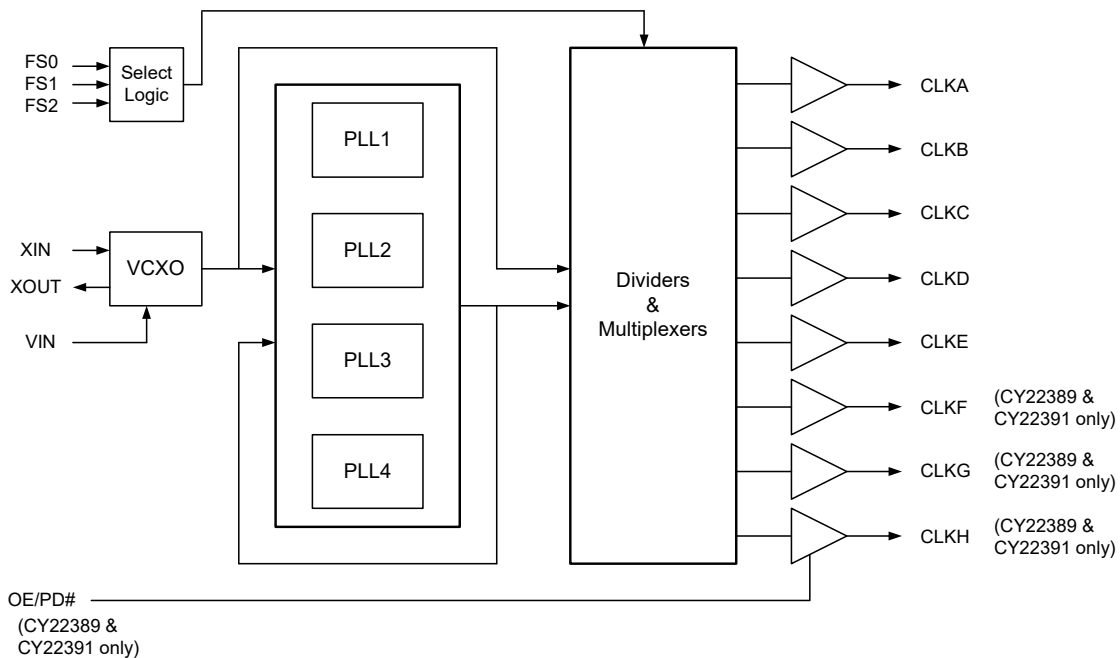 FS0
FS1
FS2
Select
Logic
XIN
XOUT
VIN
VCXO
PLL1
PLL2
PLL3
PLL4
Dividers
&
Multiplexers
CLKA
CLKB
CLKC
CLKD
CLKE
CLKF
(CY22389 &
CY22391 only)
CLKG
(CY22389 &
CY22391 only)
CLKH
(CY22389 &
CY22391 only)
OE/PD#
(CY22389 &
CY22391 only)